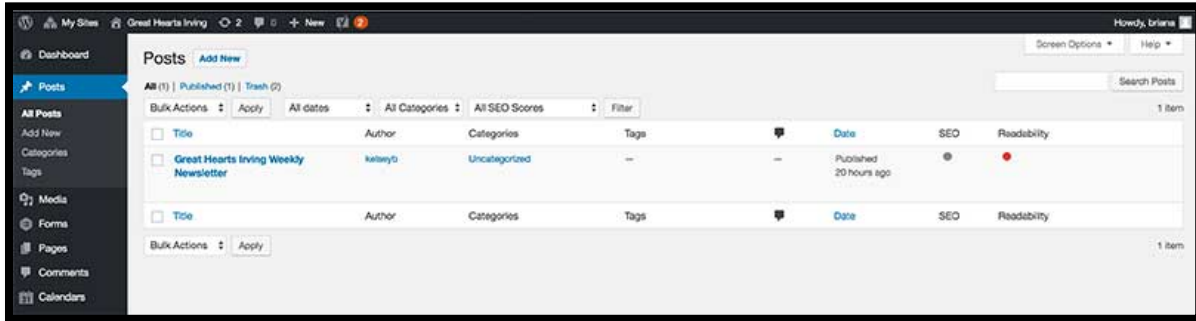 My Sites Great Hearts Irving 2 0 + New 2 Howdy, briana
Dashboard
Posts
All Posts
Add New
Categories
Tags
Media
Forms
Pages
Comments
Calendars
Screen Options Help
Posts Add New
All (1) | Published (1) | Trash (2)
Search Posts
Bulk Actions Apply All dates All Categories All SEO Scores Filter 1 item
Title Author Categories Tags Date SEO Readability
Great Hearts Irving Weekly kelseyb Uncategorized — — Published
Newsletter 20 hours ago
Title Author Categories Tags Date SEO Readability
Bulk Actions Apply 1 item